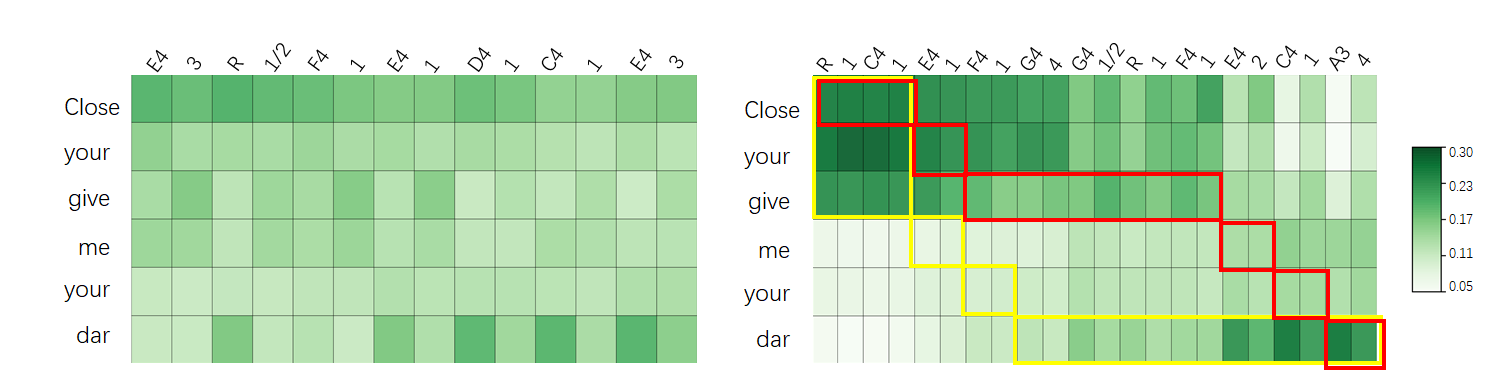 E4 3 R 1/2 F4 1 E4 1 D4 1 C4 1 E4 3
Close
your
give
me
your
dar
R 1 C4 1 E4 1 F4 1 G4 4 G4 1/2 R 1 F4 1 E4 2 C4 1 A3 4
Close
your
give
me
your
dar
0.30
0.23
0.17
0.11
0.05